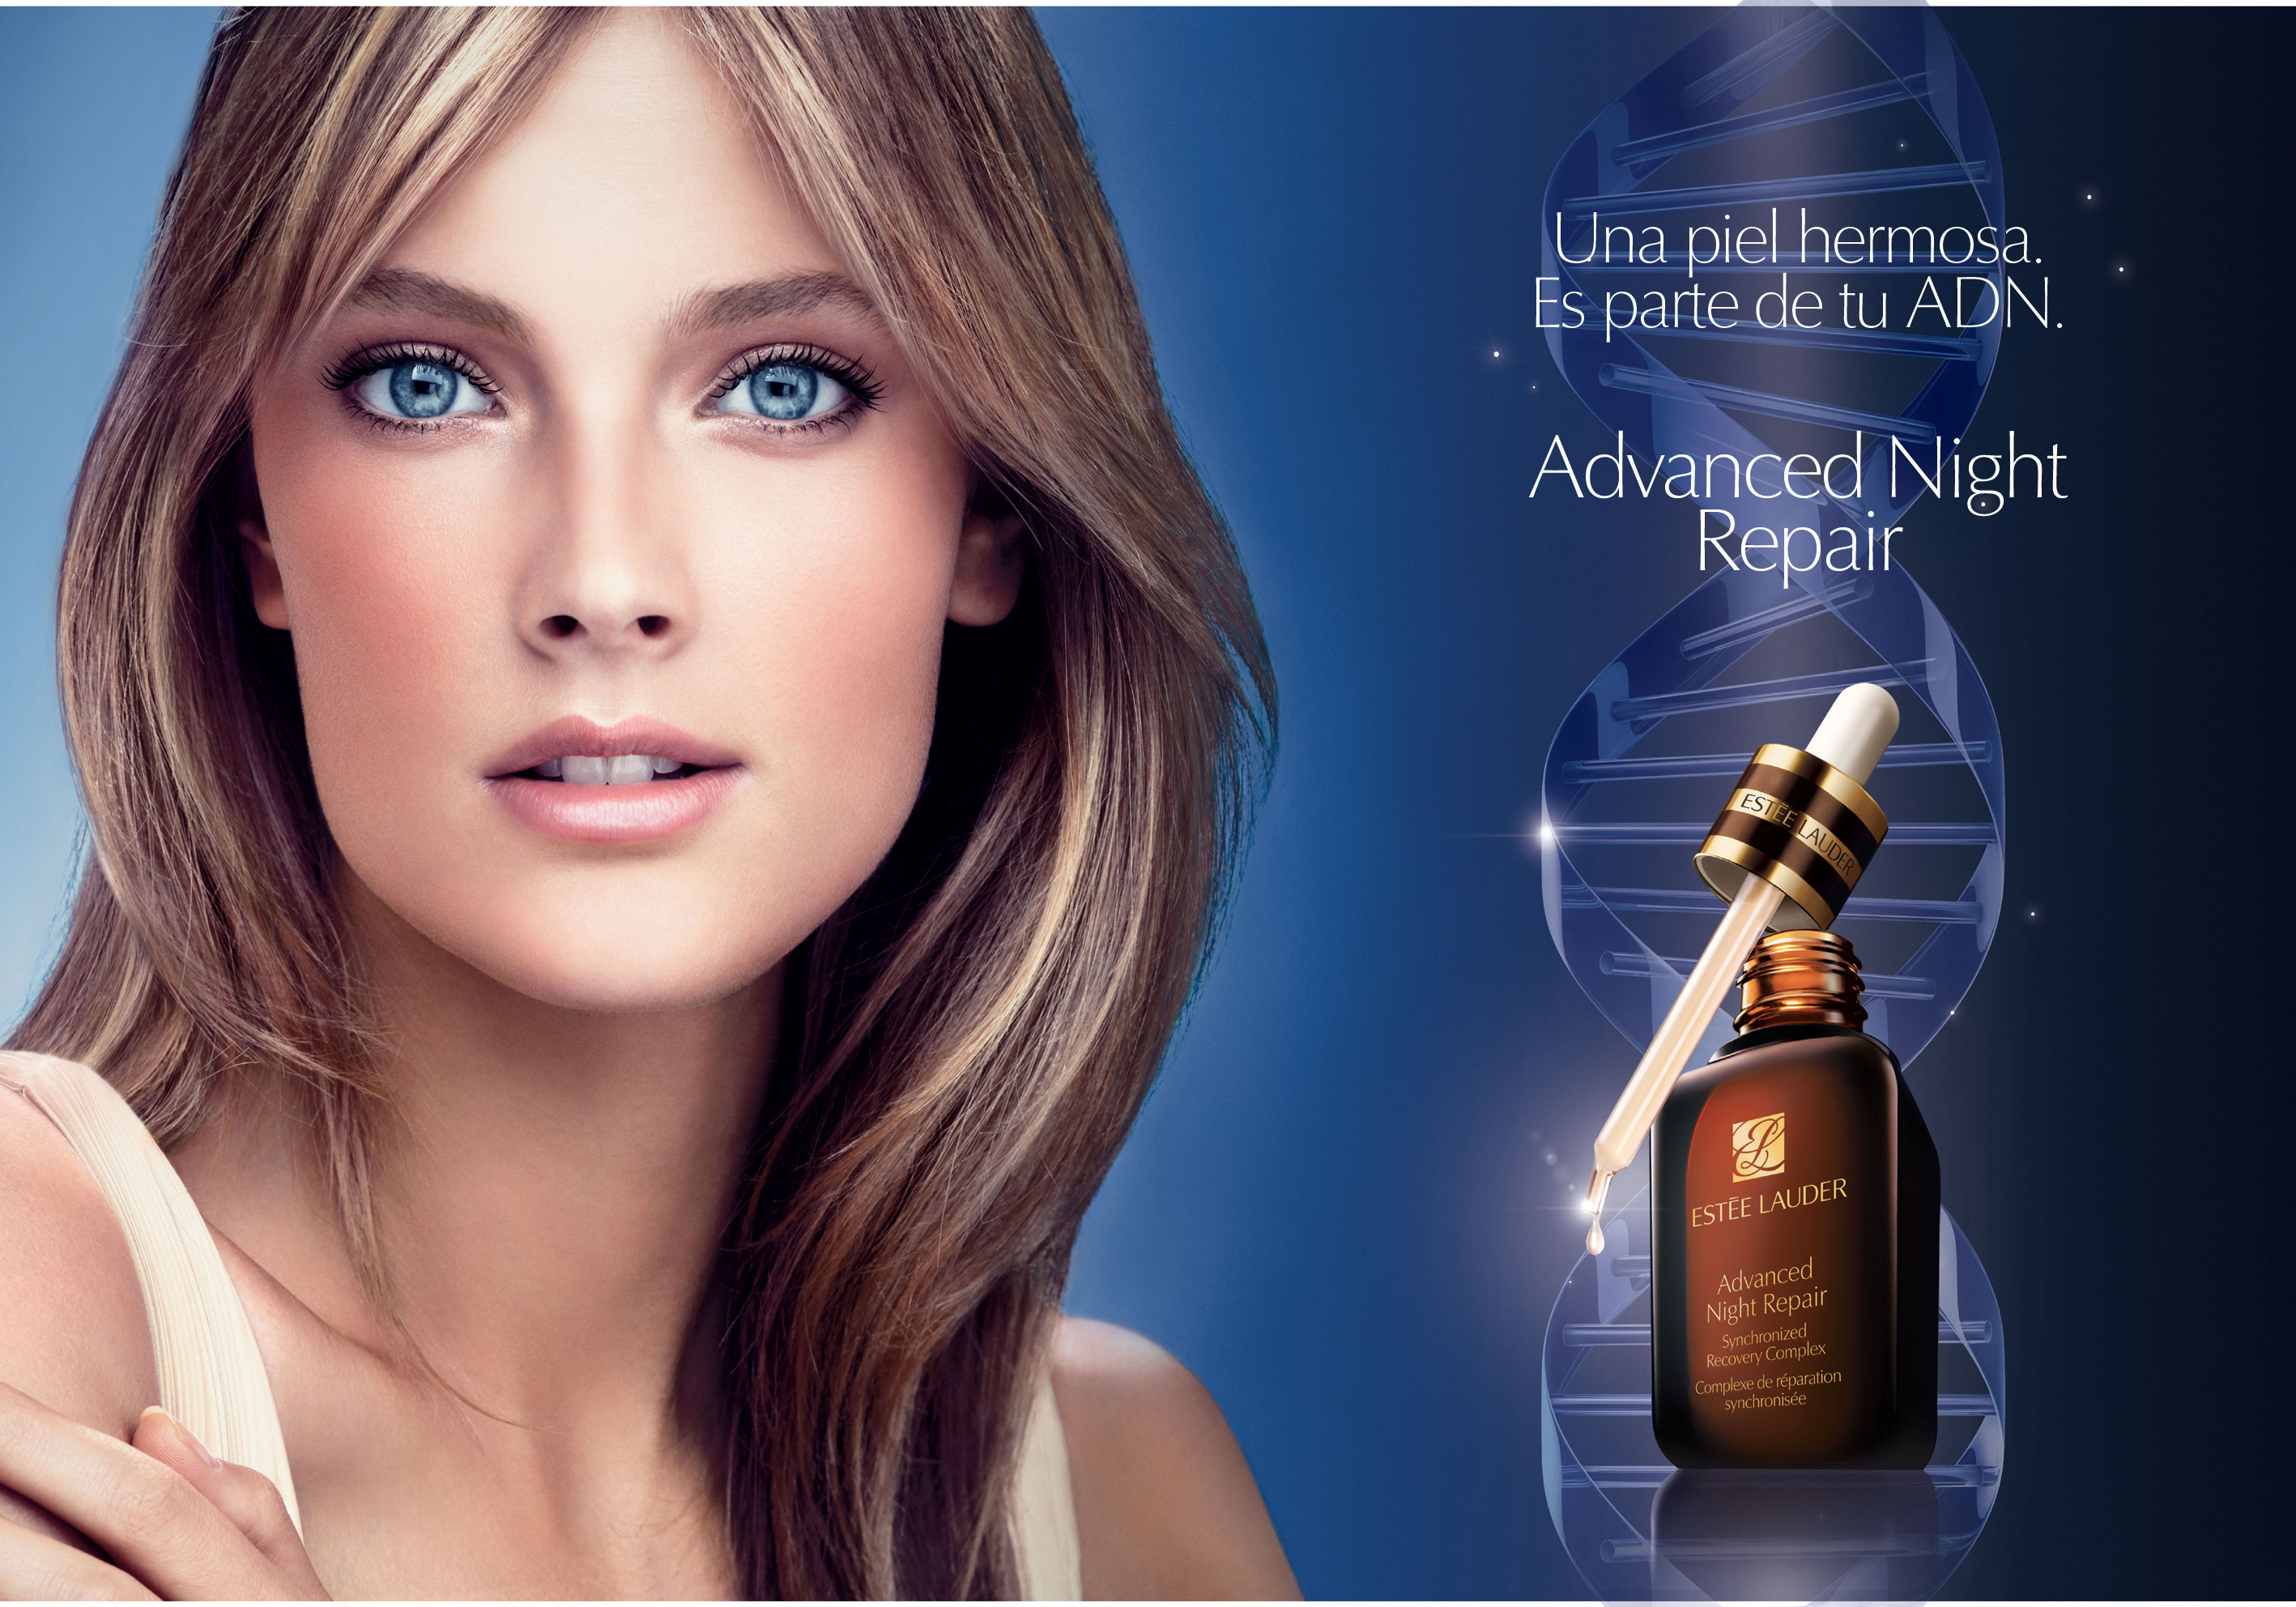 Una piel hermosa.
Es parte de tu ADN.
Advanced Night
Repair
ESTĒE LAUDER
EL
ESTĒE LAUDER
Advanced
Night Repair
Synchronized
Recovery Complex
Complexe de réparation
synchronisée